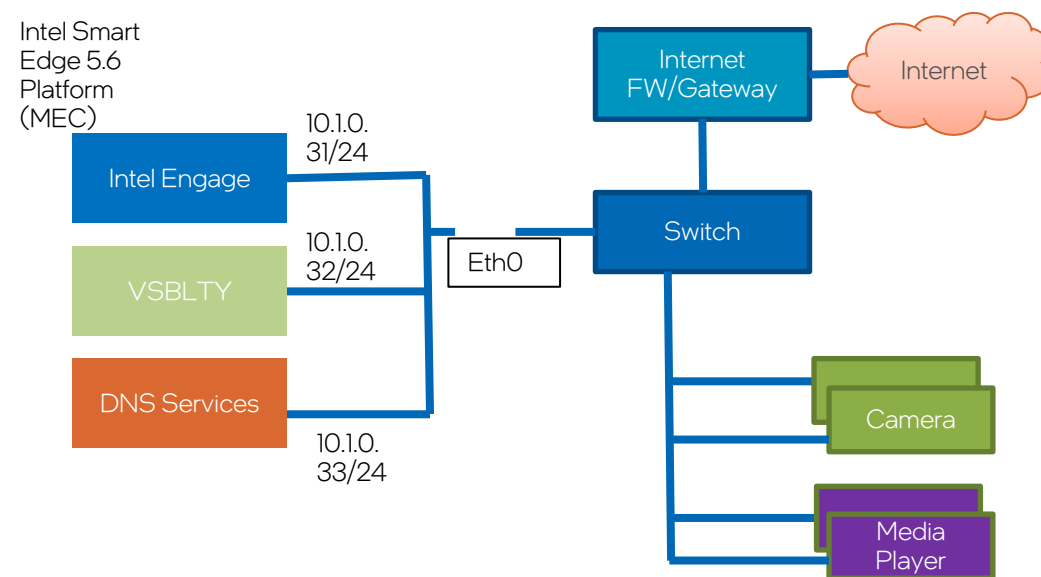 Intel Smart
Edge 5.6
Platform
(MEC)
Internet
FW/Gateway
Internet
10.1.0.
31/24
Intel Engage
10.1.0.
32/24
Switch
Eth0
VSBLTY
DNS Services
10.1.0.
33/24
Camera
Media
Player